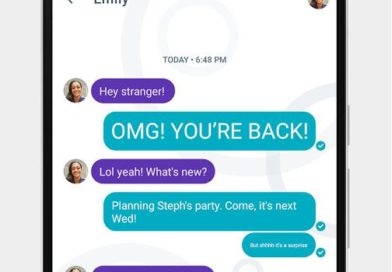 TODAY • 6:48 PM
Hey stranger!
OMG! YOU'RE BACK!
Lol yeah! What's new?
Planning Steph's party. Come, it's next
Wed!
But shhhh it's a surprise